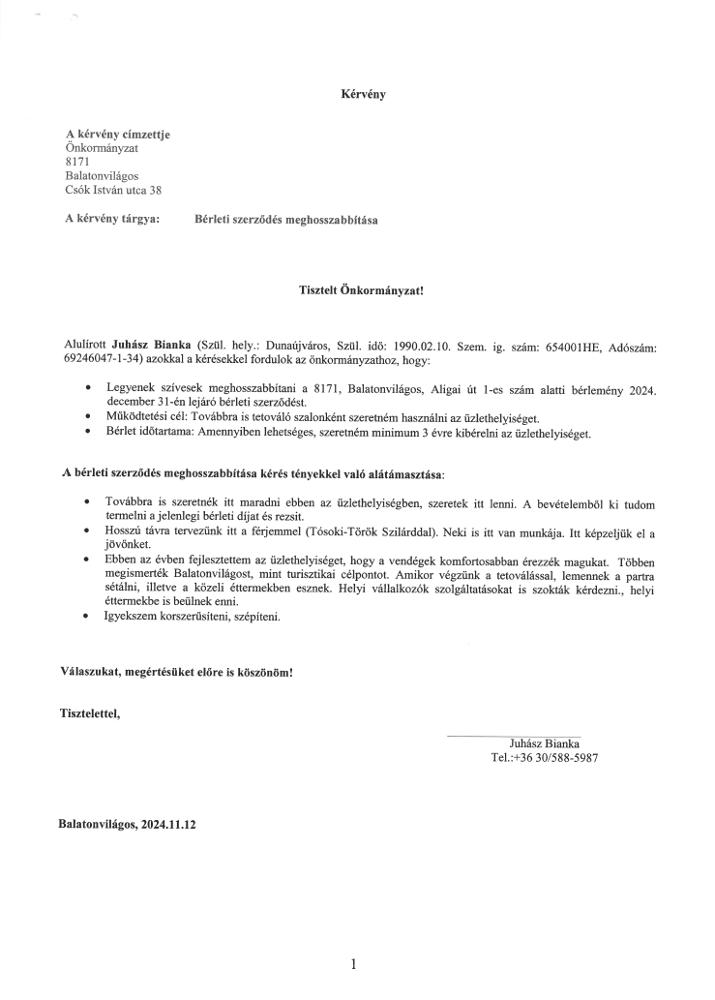 Kérvény
A kérvény címzettje
Önkormányzat
8171
Balatonvilágos
Csók István utca 38
A kérvény tárgya: Bérleti szerződés meghosszabbítása
Tisztelt Önkormányzat!
Alulírott Juhász Bianka (Szül. hely.: Dunaújváros, Szül. idő: 1990.02.10. Szem. ig. szám: 654001HE, Adószám:
69246047-1-34) azokkal a kérésekkel fordulok az önkormányzathoz, hogy:
• Legyenek szívesek meghosszabbítani a 8171, Balatonvilágos, Aligai út 1-es szám alatti bérlemény 2024.
december 31-én lejáró bérleti szerződést.
• Működtetési cél: Továbbra is tetováló szalonként szeretném használni az üzlethelyiséget.
• Bérlet időtartama: Amennyiben lehetséges, szeretném minimum 3 évre kibérelni az üzlethelyiséget.
A bérleti szerződés meghosszabbítása kérés tényekkel való alátámasztása:
• Továbbra is szeretnék itt maradni ebben az üzlethelyiségben, szeretek itt lenni. A bevételemből ki tudom
termelni a jelenlegi bérleti díjat és rezsit.
• Hosszú távra tervezünk itt a férjemmel (Tósoki-Török Szilárddal). Neki is itt van munkája. Itt képzeljük el a
jövőnket.
• Ebben az évben fejlesztettem az üzlethelyiséget, hogy a vendégek komfortosabban érezzék magukat. Többen
megismerték Balatonvilágost, mint turisztikai célpontot. Amikor végzünk a tetoválással, lemennek a partra
sétálni, illetve a közeli éttermekben esznek. Helyi vállalkozók szolgáltatásokat is szokták kérdezni., helyi
éttermekbe is beülnek enni.
• Igyekszem korszerűsíteni, szépíteni.
Válaszukat, megértésüket előre is köszönöm!
Tisztelettel,
Juhász Bianka
Tel.:+36 30/588-5987
Balatonvilágos, 2024.11.12
1